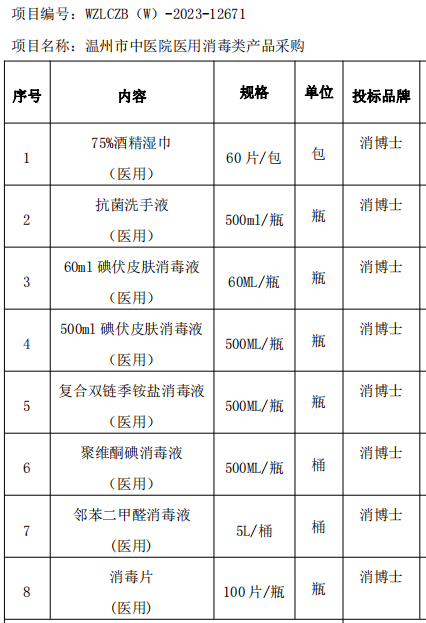 项目编号：WZLCZB（W）-2023-12671
项目名称：温州市中医院医用消毒类产品采购
序号 内容 规格 单位 投标品牌
1 75%酒精湿巾（医用） 60片/包 包 消博士
2 抗菌洗手液（医用） 500ml/瓶 瓶 消博士
3 60ml碘伏皮肤消毒液（医用） 60ML/瓶 瓶 消博士
4 500ml碘伏皮肤消毒液（医用） 500ML/瓶 瓶 消博士
5 复合双链季铵盐消毒液（医用） 500ML/瓶 瓶 消博士
6 聚维酮碘消毒液（医用） 500ML/瓶 桶 消博士
7 邻苯二甲醛消毒液(医用) 5L/桶 桶 消博士
8 消毒片(医用) 100片/瓶 瓶 消博士